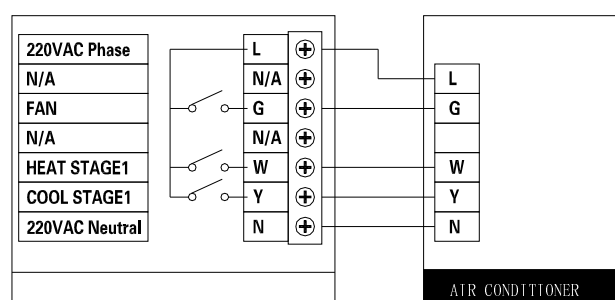 220VAC Phase L
N/A N/A L
FAN G G
N/A N/A
HEAT STAGE1 W W
COOL STAGE1 Y Y
220VAC Neutral N N
AIR CONDITIONER